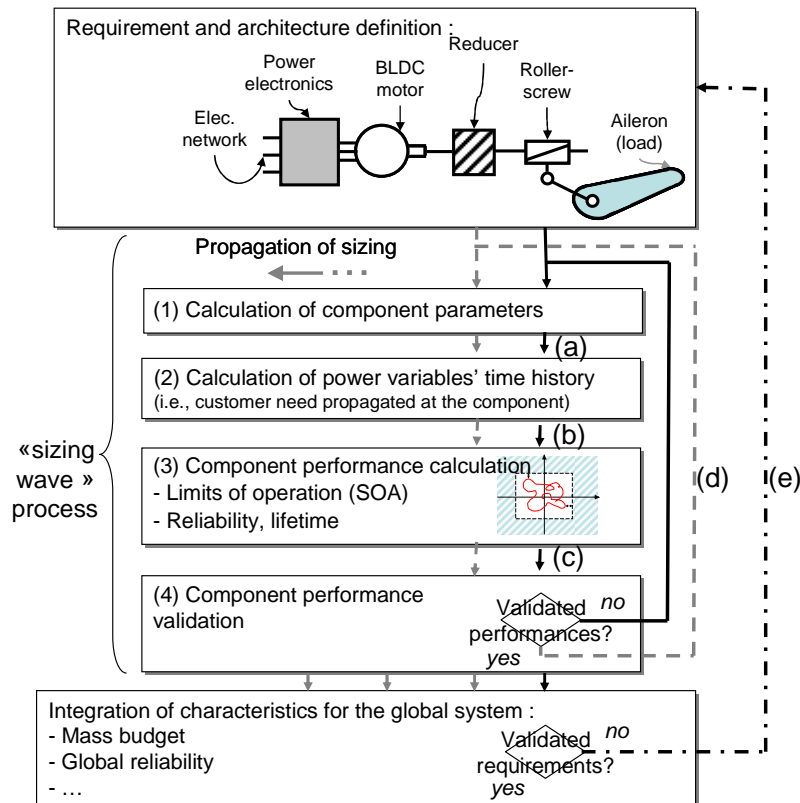 Requirement and architecture definition :
Reducer
Power
electronics
BLDC
motor
Roller-
screw
Elec.
network
Aileron
(load)
Propagation of sizing
(1) Calculation of component parameters
(a)
(2) Calculation of power variables’ time history
(i.e., customer need propagated at the component)
(b)
«sizing
wave »
process
(3) Component performance calculation
- Limits of operation (SOA)
- Reliability, lifetime
(d)
(e)
(c)
(4) Component performance
validation
Validated
performances?
no
yes
Integration of characteristics for the global system :
- Mass budget
- Global reliability
- …
Validated
requirements?
no
yes